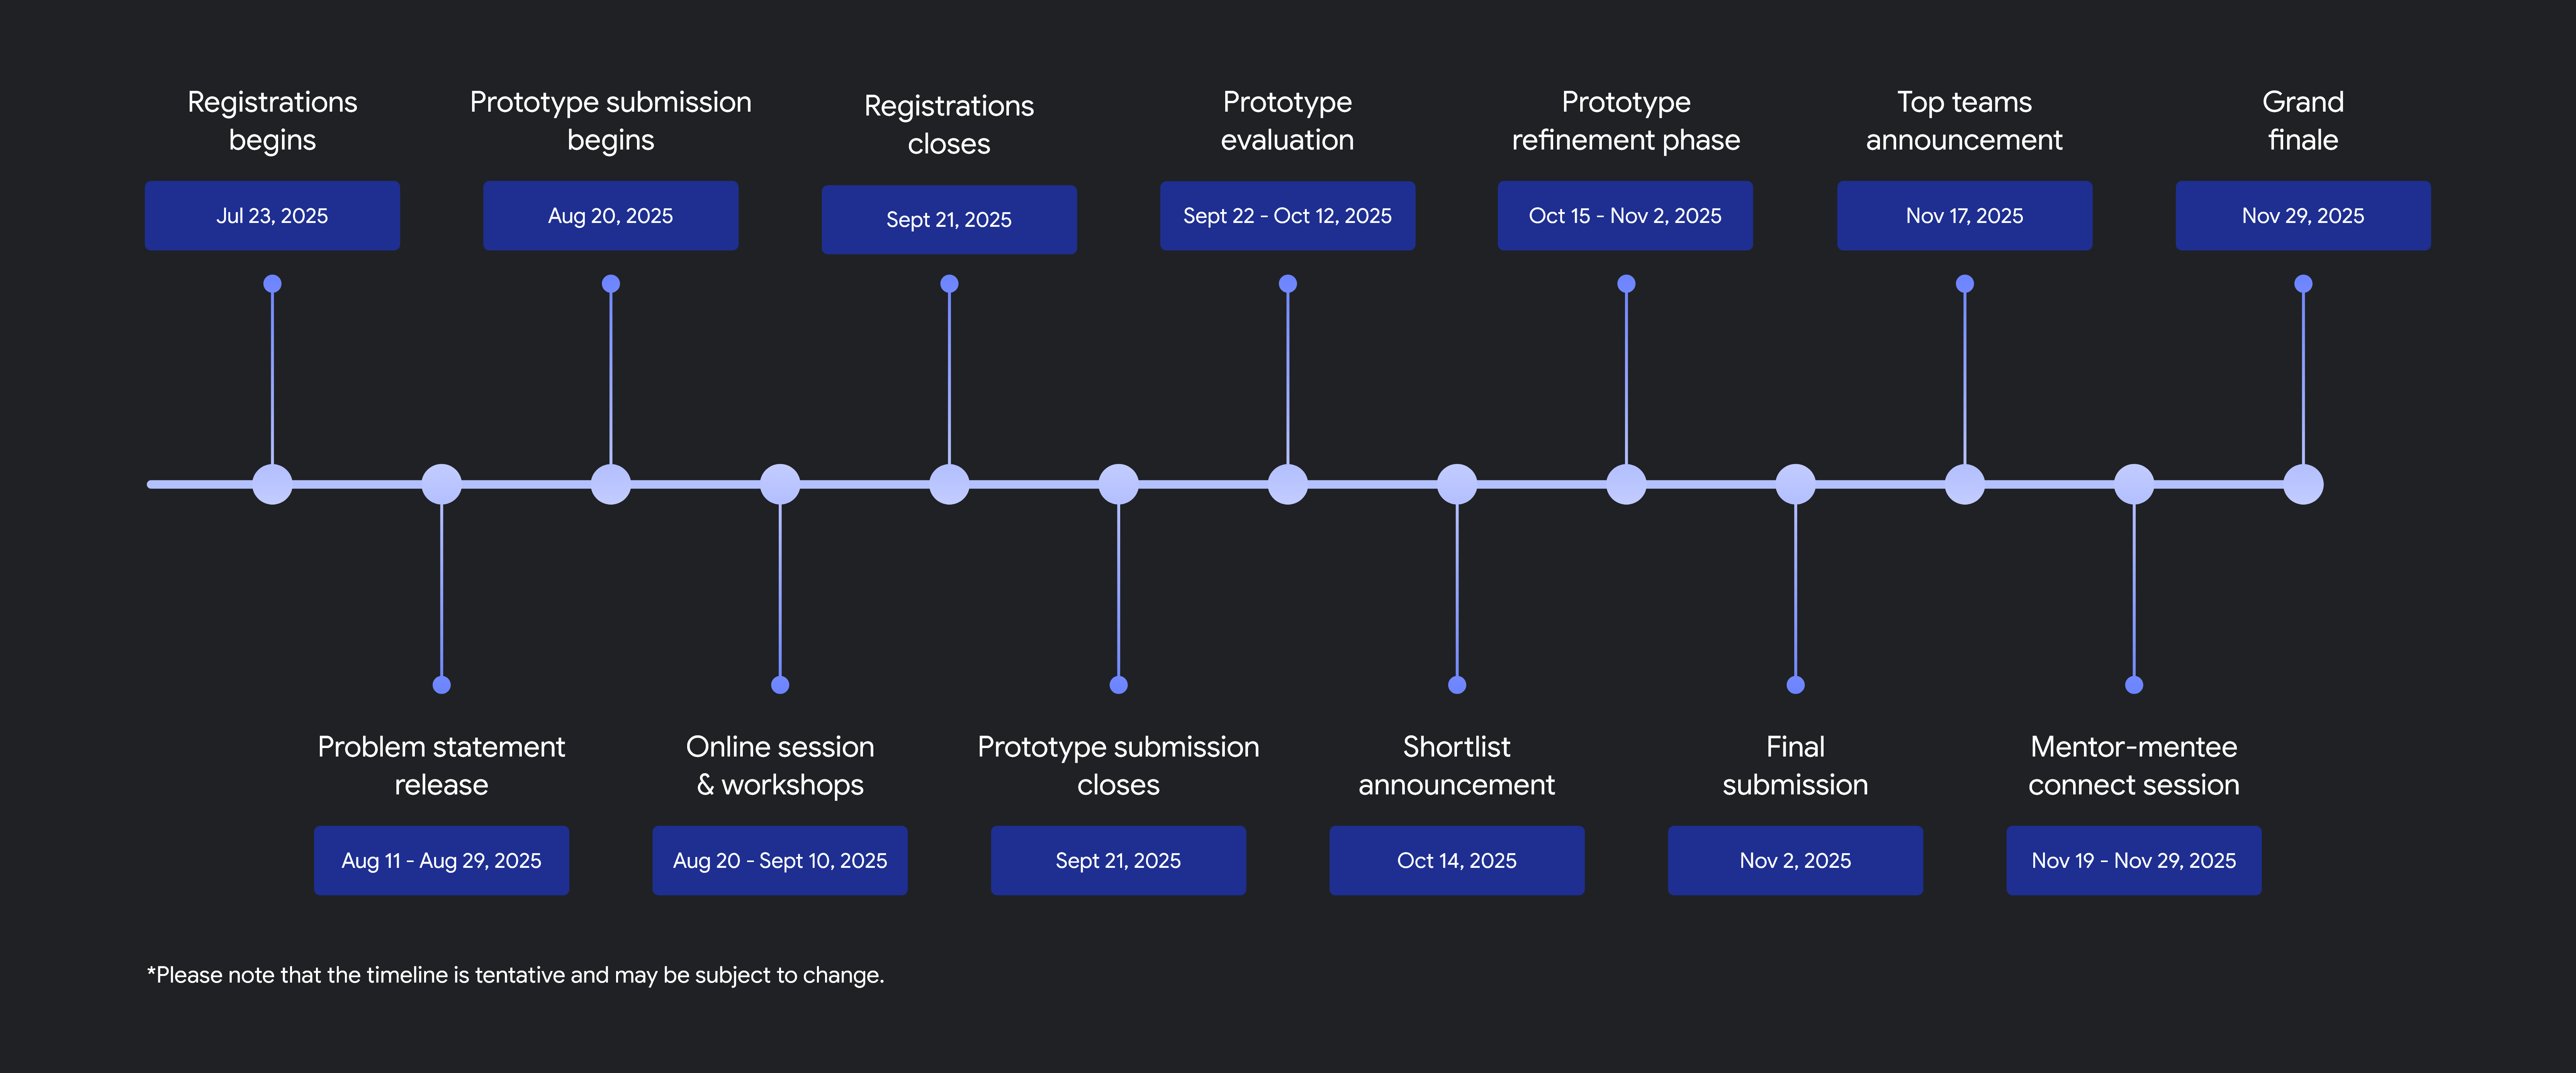 Registrations
begins
Jul 23, 2025
Problem statement
release
Aug 11 - Aug 29, 2025
Prototype submission
begins
Aug 20, 2025
Online session
& workshops
Aug 20 - Sept 10, 2025
Registrations
closes
Sept 21, 2025
Prototype submission
closes
Sept 21, 2025
Prototype
evaluation
Sept 22 - Oct 12, 2025
Shortlist
announcement
Oct 14, 2025
Prototype
refinement phase
Oct 15 - Nov 2, 2025
Final
submission
Nov 2, 2025
Top teams
announcement
Nov 17, 2025
Mentor-mentee
connect session
Nov 19 - Nov 29, 2025
Grand
finale
Nov 29, 2025
*Please note that the timeline is tentative and may be subject to change.